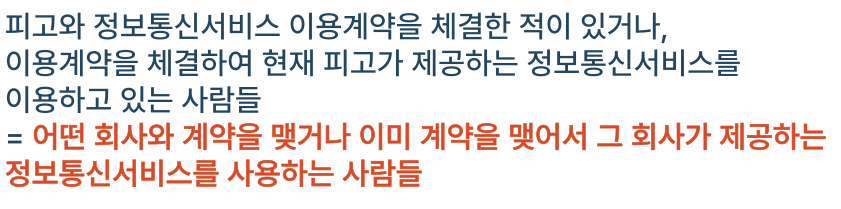 피고와 정보통신서비스 이용계약을 체결한 적이 있거나,
이용계약을 체결하여 현재 피고가 제공하는 정보통신서비스를
이용하고 있는 사람들
= 어떤 회사와 계약을 맺거나 이미 계약을 맺어서 그 회사가 제공하는
정보통신서비스를 사용하는 사람들